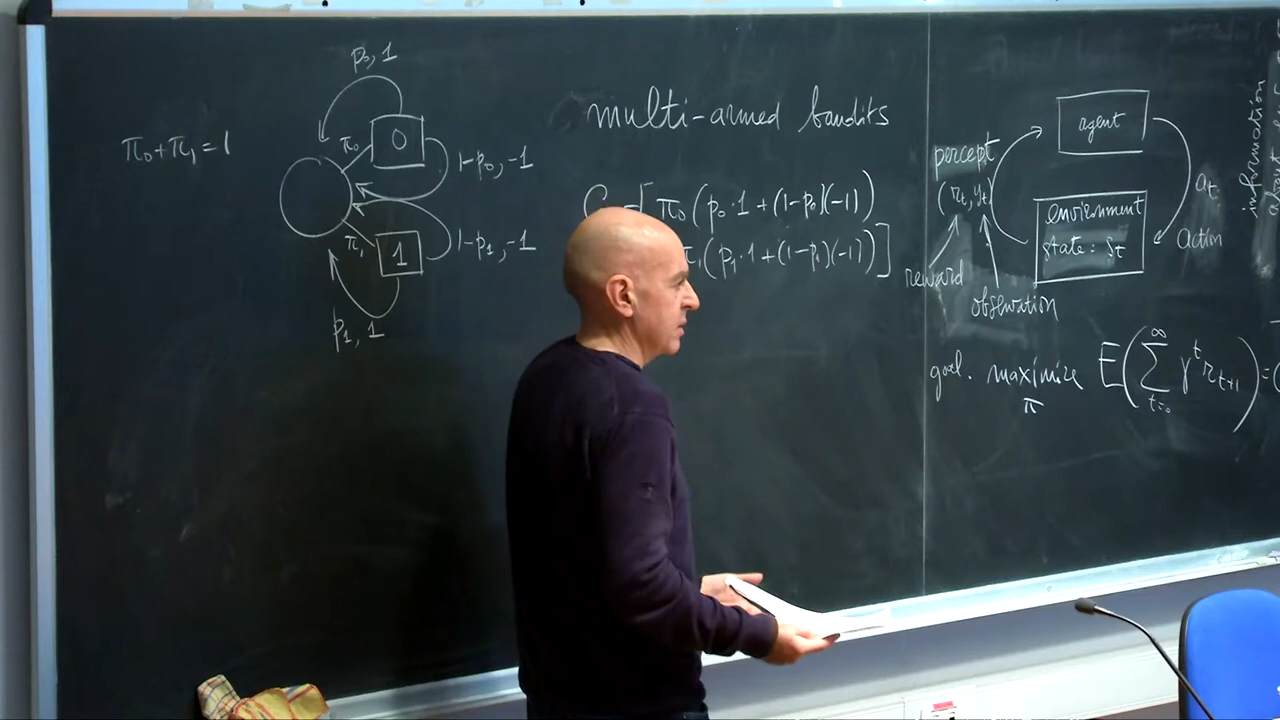 π₀+π₁=1
p₀, 1
π₀
0
1-p₀, -1
π₁
1
1-p₁, -1
p₁, 1
multi-armed bandits
[π₀(p₀·1+(1-p₀)(-1))
(p₁·1+(1-p₁)(-1))]
percept
(r_t, y_t)
reward
observation
agent
environment
state: S_t
a_t
action
goal. maximize E(∑_{t=0}^{∞} γ^t r_{t+1}) =
π
information